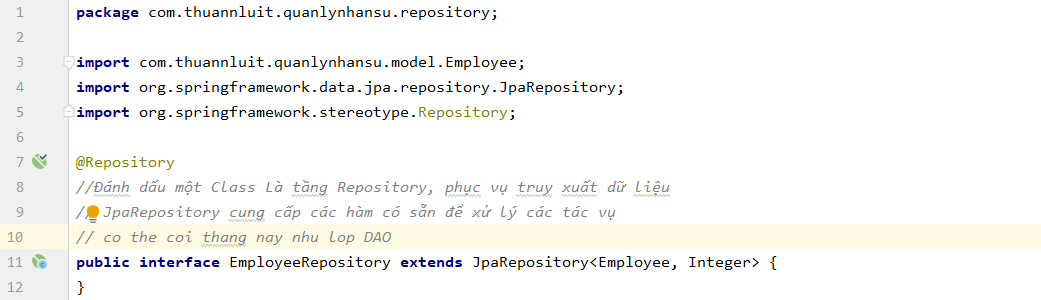 1 package com.thuannluit.quanlynhansu.repository;
2
3 import com.thuannluit.quanlynhansu.model.Employee;
4 import org.springframework.data.jpa.repository.JpaRepository;
5 import org.springframework.stereotype.Repository;
6
7 @Repository
8 //Đánh dấu một Class Là tầng Repository, phục vụ truy xuất dữ liệu
9 // JpaRepository cung cấp các hàm có sẵn để xử lý các tác vụ
10 // co the coi thang nay nhu lop DAO
11 public interface EmployeeRepository extends JpaRepository<Employee, Integer> {
12 }